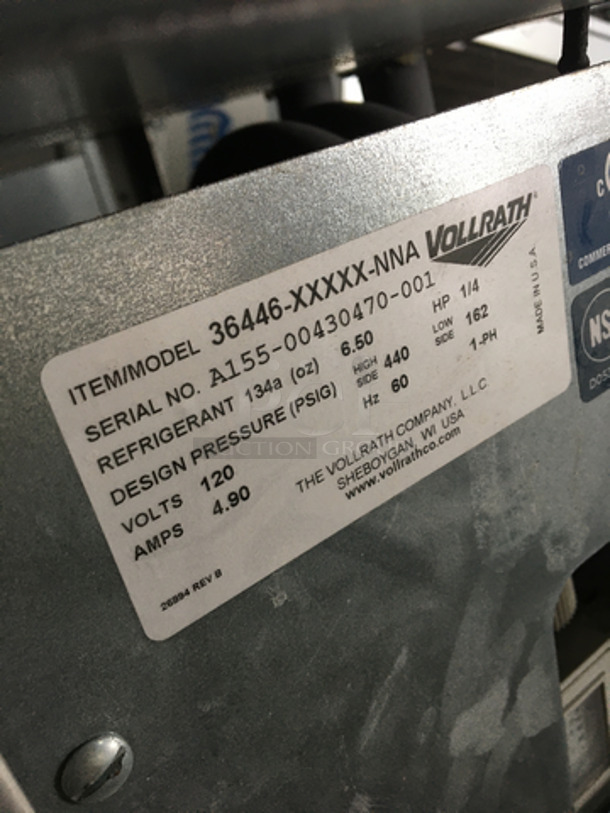 ITEM/MODEL 36446-XXXXX-NNA VOLLRATH
SERIAL NO. A155-00430470-001
REFRIGERANT 134a (oz) 6.50 HP 1/4
DESIGN PRESSURE (PSIG) HIGH SIDE 440 LOW SIDE 162
VOLTS 120 Hz 60 1-PH
AMPS 4.90
THE VOLLRATH COMPANY, L.L.C.
SHEBOYGAN, WI USA
www.vollrathco.com
26894 REV B
MADE IN U.S.A.
AUCTION GROUP